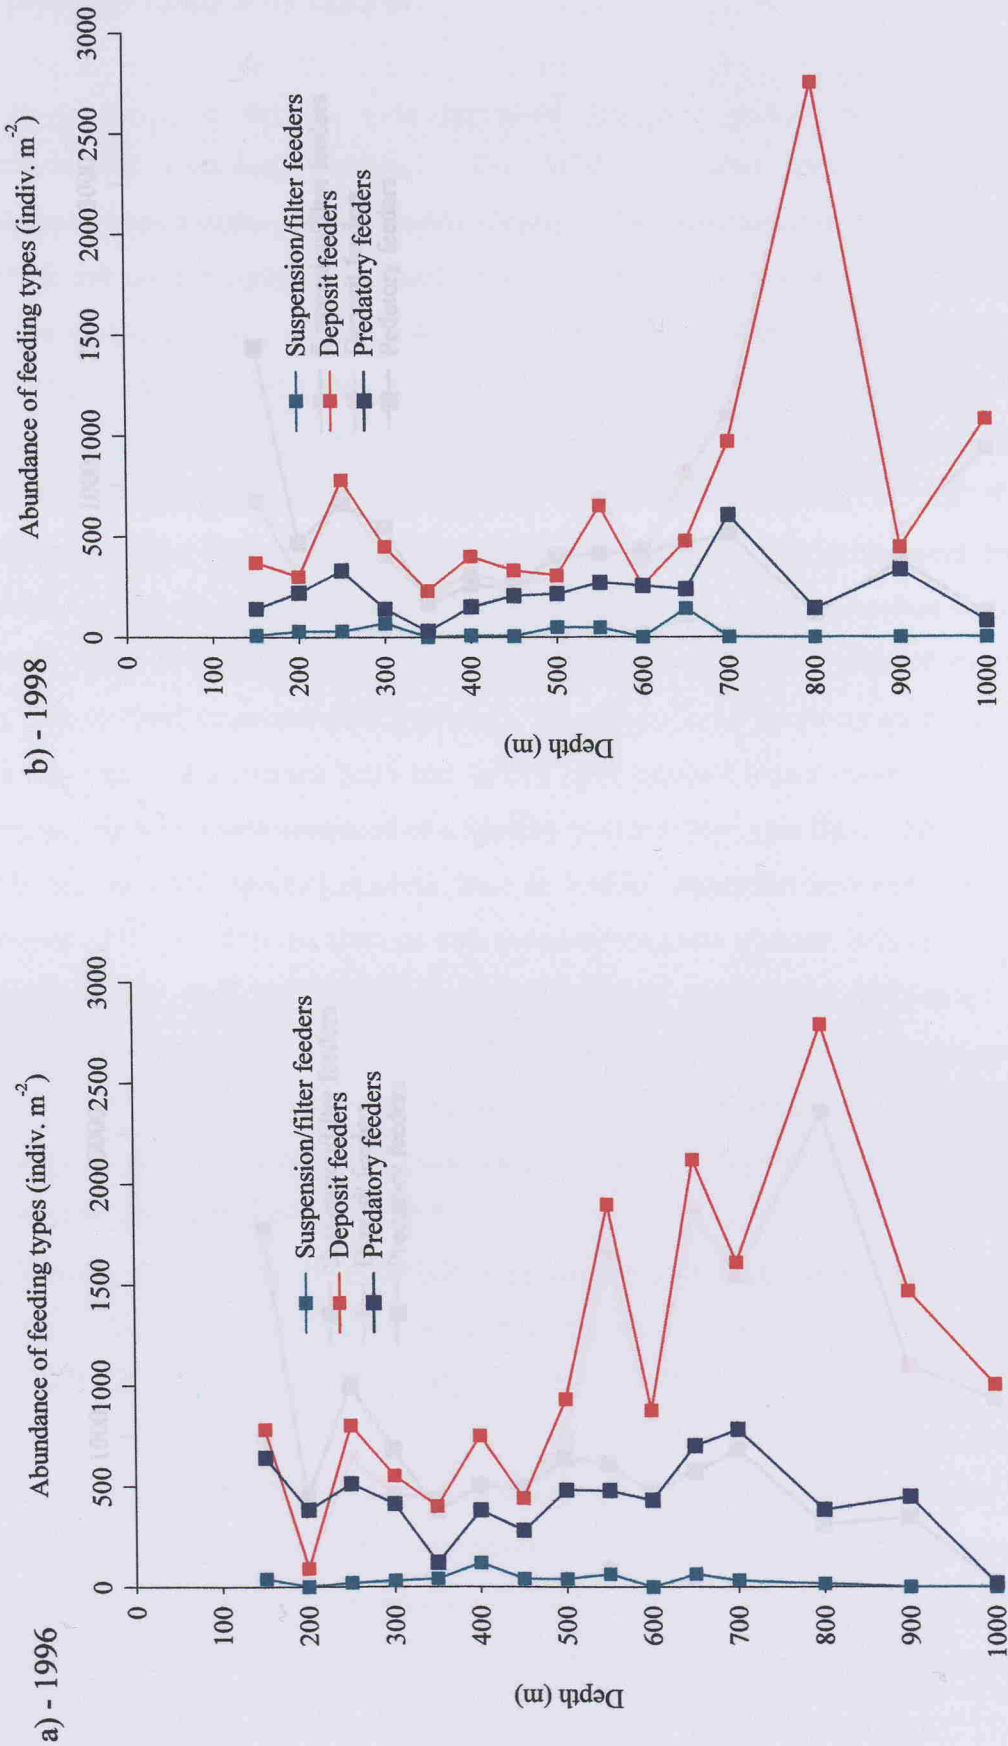 a) - 1996
Abundance of feeding types (indiv. m-2)
0 500 1000 1500 2000 2500 3000
Depth (m)
0
100
200
300
400
500
600
700
800
900
1000
Suspension/filter feeders
Deposit feeders
Predatory feeders
b) - 1998
Abundance of feeding types (indiv. m-2)
0 500 1000 1500 2000 2500 3000
Depth (m)
0
100
200
300
400
500
600
700
800
900
1000
Suspension/filter feeders
Deposit feeders
Predatory feeders